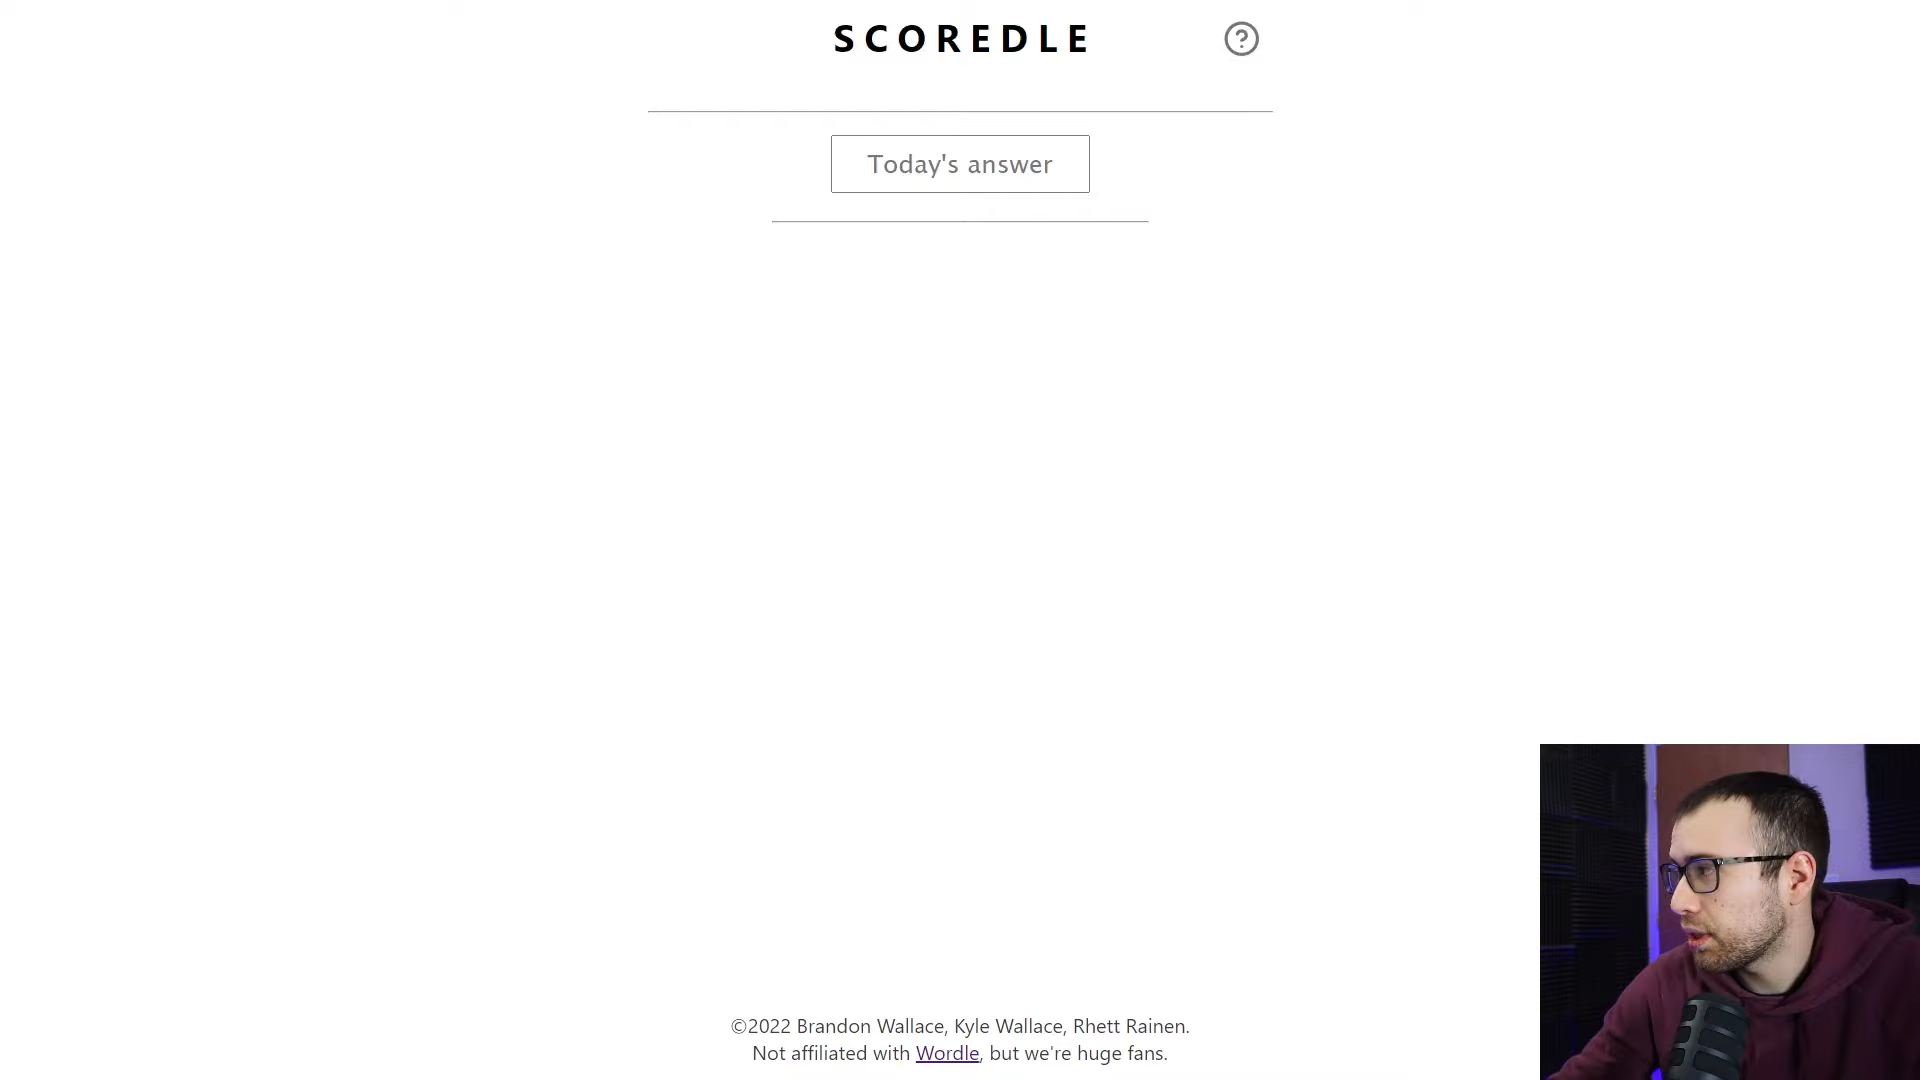 SCOREDLE
Today's answer
©2022 Brandon Wallace, Kyle Wallace, Rhett Rainen.
Not affiliated with Wordle, but we're huge fans.